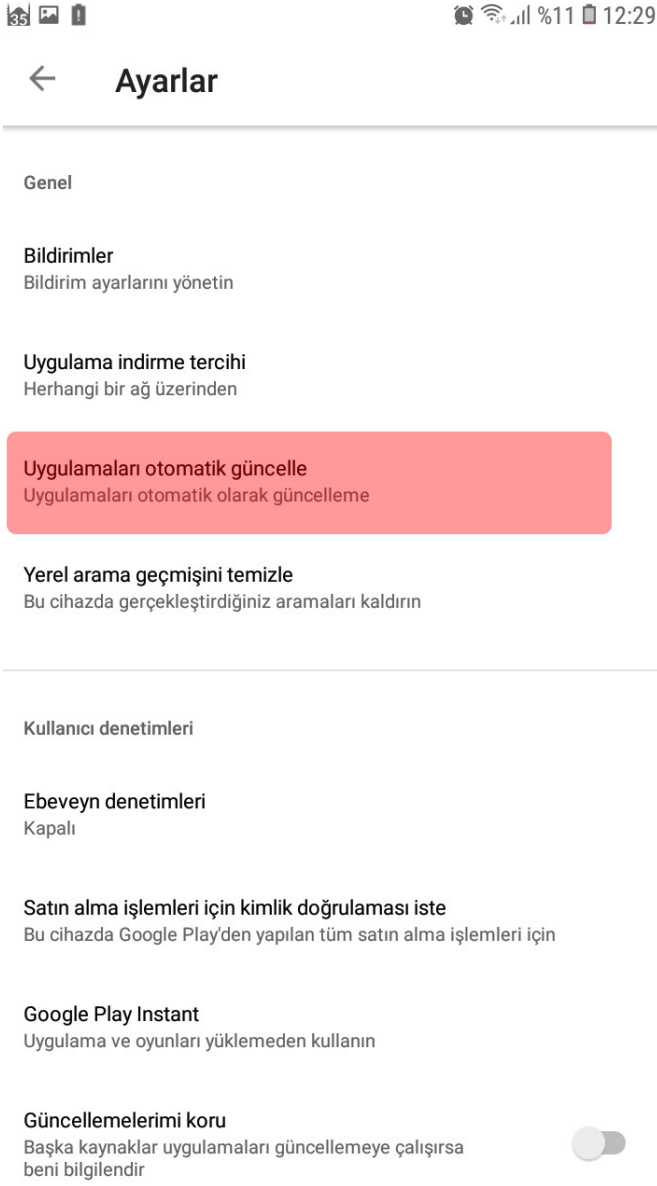 35 %11 12:29
Ayarlar
Genel
Bildirimler
Bildirim ayarlarını yönetin
Uygulama indirme tercihi
Herhangi bir ağ üzerinden
Uygulamaları otomatik güncelle
Uygulamaları otomatik olarak güncelleme
Yerel arama geçmişini temizle
Bu cihazda gerçekleştirdiğiniz aramaları kaldırın
Kullanıcı denetimleri
Ebeveyn denetimleri
Kapalı
Satın alma işlemleri için kimlik doğrulaması iste
Bu cihazda Google Play'den yapılan tüm satın alma işlemleri için
Google Play Instant
Uygulama ve oyunları yüklemeden kullanın
Güncellemelerimi koru
Başka kaynaklar uygulamaları güncellemeye çalışırsa
beni bilgilendir